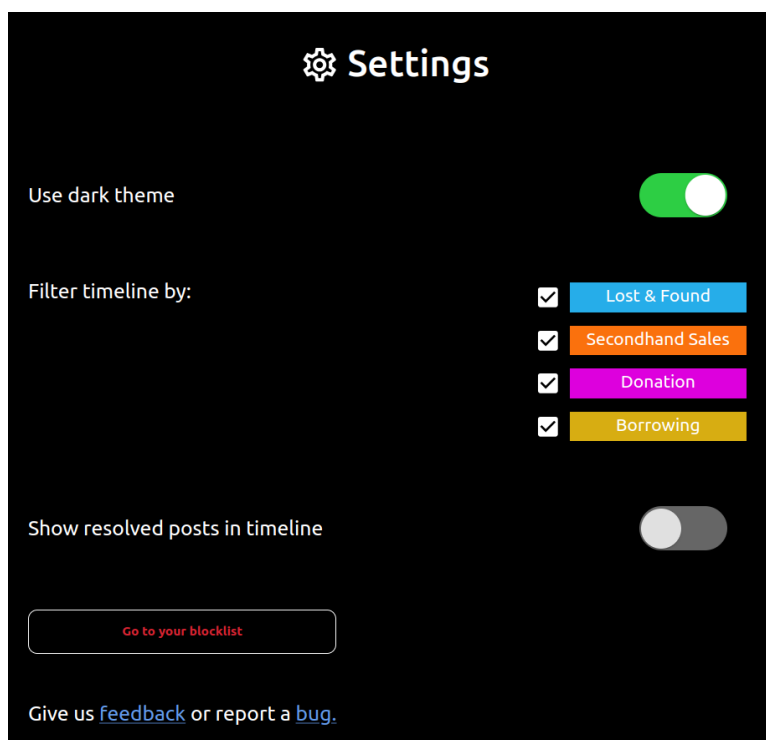 Settings
Use dark theme
Filter timeline by:
Lost & Found
Secondhand Sales
Donation
Borrowing
Show resolved posts in timeline
Go to your blocklist
Give us feedback or report a bug.